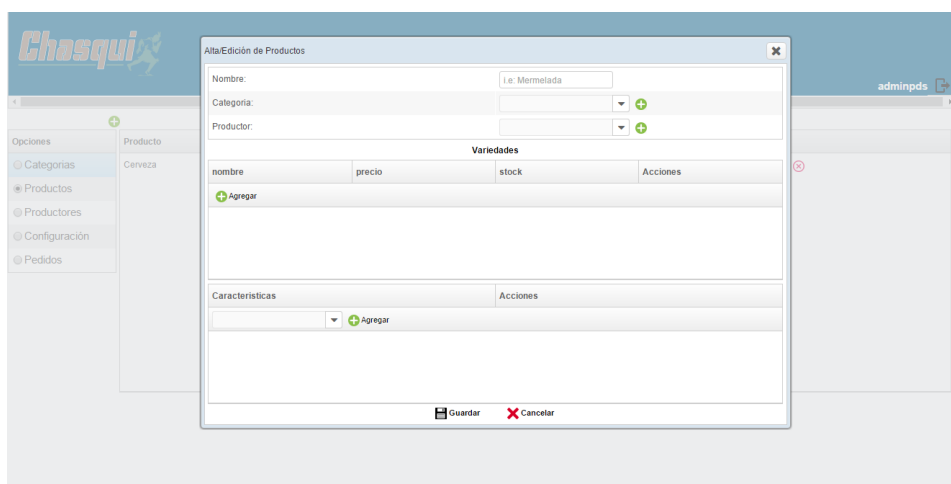 Chasqui
adminpds
Opciones
Categorias
Productos
Productores
Configuración
Pedidos
Producto
Cerveza
Alta/Edición de Productos
Nombre: i.e. Mermelada
Categoria:
Productor:
Variedades
nombre precio stock Acciones
Agregar
Caracteristicas Acciones
Agregar
Guardar Cancelar